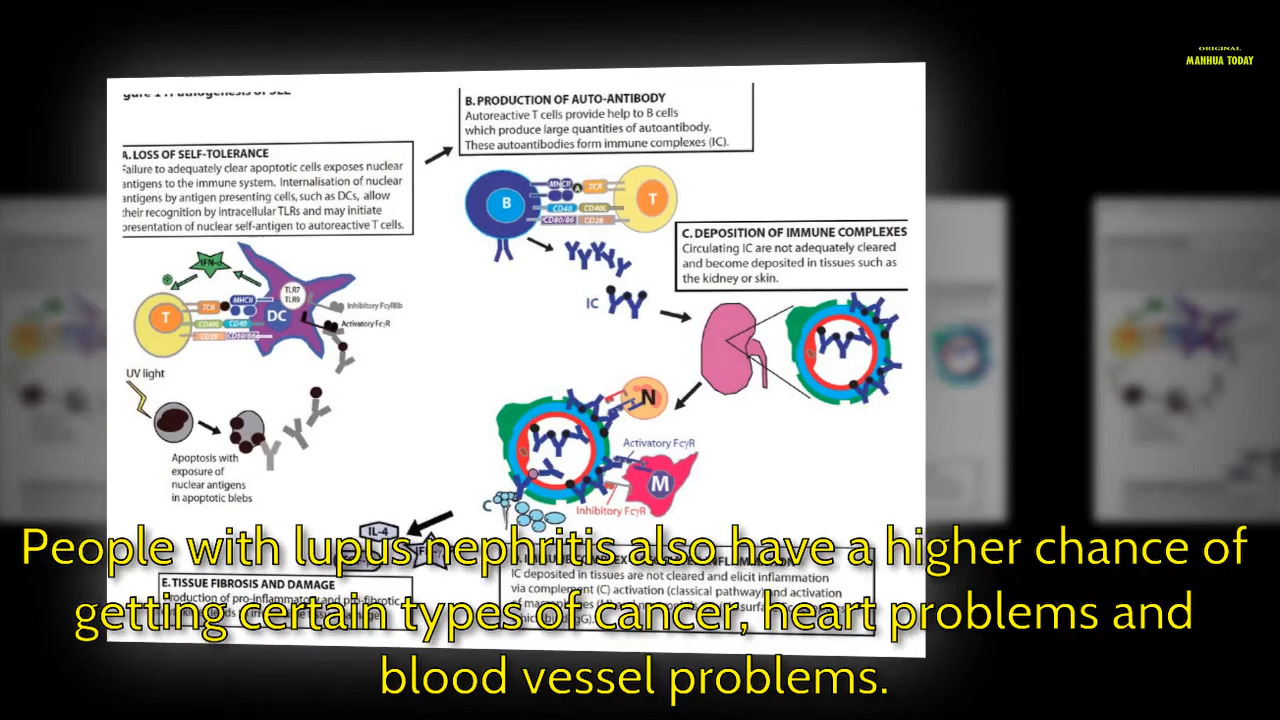 ORIGINAL
MANHUA TODAY
B. PRODUCTION OF AUTO-ANTIBODY
Autoreactive T cells provide help to B cells
which produce large quantities of autoantibody.
These autoantibodies form immune complexes (IC).
A. LOSS OF SELF-TOLERANCE
Failure to adequately clear apoptotic cells exposes nuclear
antigens to the immune system. Internalisation of nuclear
antigens by antigen presenting cells, such as DCs, allow
their recognition by intracellular TLRs and may initiate
presentation of nuclear self-antigen to autoreactive T cells.
B
MHCII
A
TCR
CD40
CD40L
CD80/86
CD28
T
C. DEPOSITION OF IMMUNE COMPLEXES
Circulating IC are not adequately cleared
and become deposited in tissues such as
the kidney or skin.
IC
T
TCR
MHCII
CD40L
CD40
DC
TLR7
TLR9
Inhibitory FcγRIIb
Activatory FcγR
UV light
Apoptosis with
exposure of
nuclear antigens
in apoptotic blebs
N
Activatory FcγR
M
Inhibitory FcγR
IL-4
E. TISSUE FIBROSIS AND DAMAGE
Production of pro-inflammatory and pro-fibrotic
IC deposited in tissues are not cleared and elicit inflammation
via complement (C) activation (classical pathway) and activation
People with lupus nephritis also have a higher chance of
getting certain types of cancer, heart problems and
blood vessel problems.